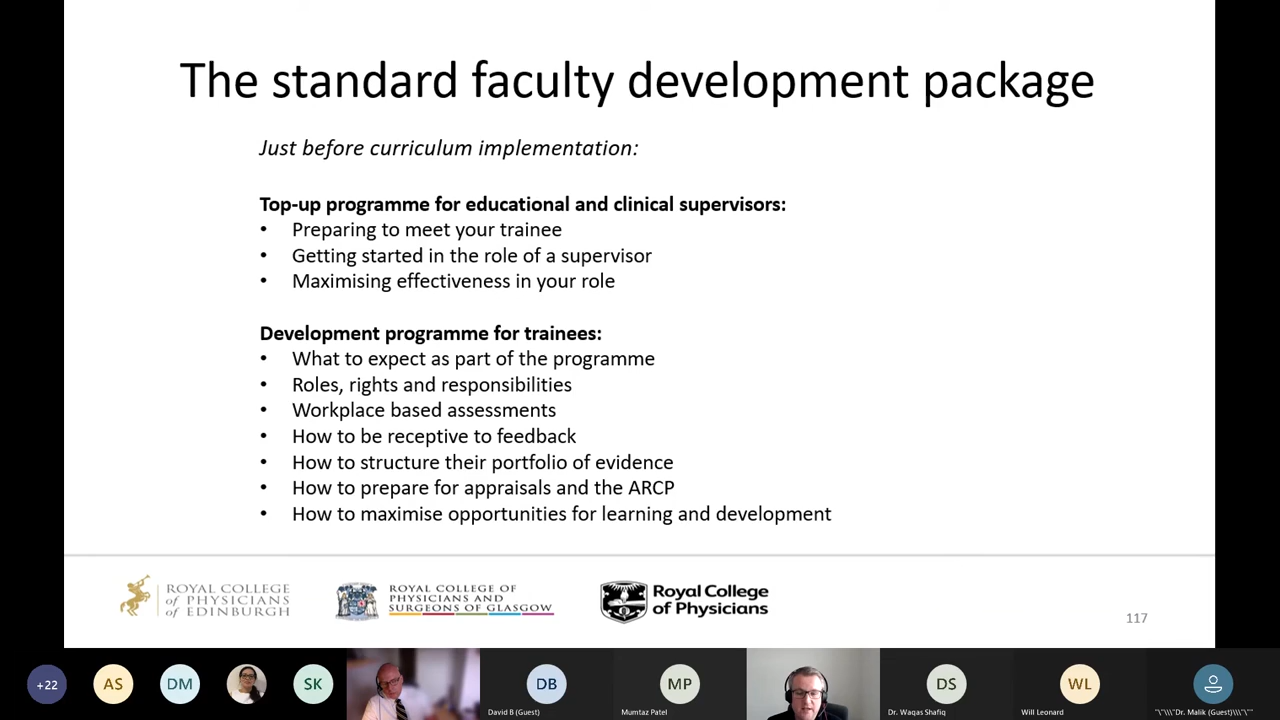 The standard faculty development package
Just before curriculum implementation:
Top-up programme for educational and clinical supervisors:
• Preparing to meet your trainee
• Getting started in the role of a supervisor
• Maximising effectiveness in your role
Development programme for trainees:
• What to expect as part of the programme
• Roles, rights and responsibilities
• Workplace based assessments
• How to be receptive to feedback
• How to structure their portfolio of evidence
• How to prepare for appraisals and the ARCP
• How to maximise opportunities for learning and development
ROYAL COLLEGE
of PHYSICIANS
of EDINBURGH
ROYAL COLLEGE OF
PHYSICIANS AND
SURGEONS OF GLASGOW
Royal College
of Physicians
117
+22
AS
DM
SK
DB
David B (Guest)
MP
Mumtaz Patel
DS
Dr. Waqas Shafiq
WL
Will Leonard
"\"\\\"Dr. Malik (Guest)\\\"\""